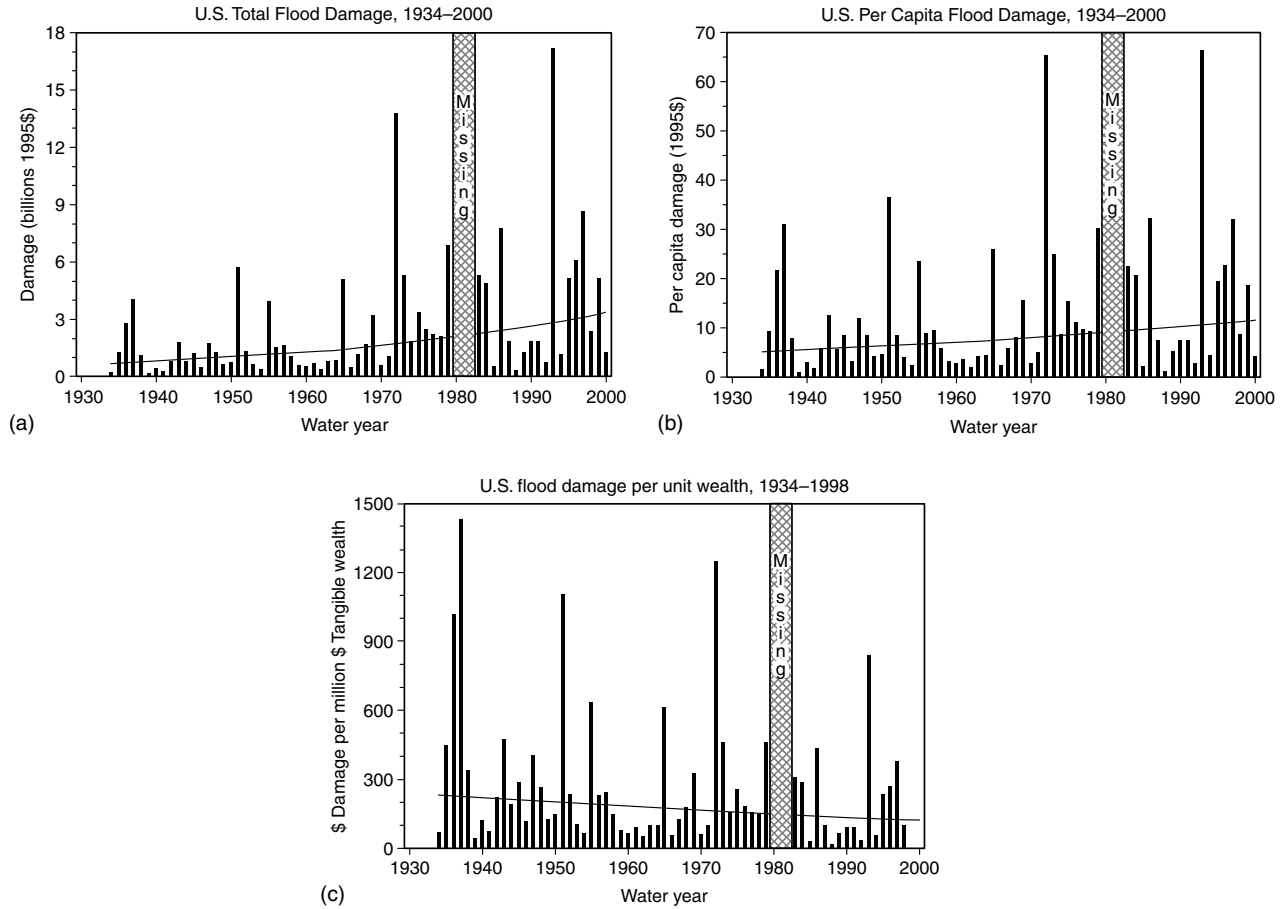 U.S. Total Flood Damage, 1934–2000
Damage (billions 1995$)
18
15
12
9
6
3
0
Missing
1930 1940 1950 1960 1970 1980 1990 2000
Water year
(a)
U.S. Per Capita Flood Damage, 1934–2000
Per capita damage (1995$)
70
60
50
40
30
20
10
0
Missing
1930 1940 1950 1960 1970 1980 1990 2000
Water year
(b)
U.S. flood damage per unit wealth, 1934–1998
$ Damage per million $ Tangible wealth
1500
1200
900
600
300
0
Missing
1930 1940 1950 1960 1970 1980 1990 2000
Water year
(c)